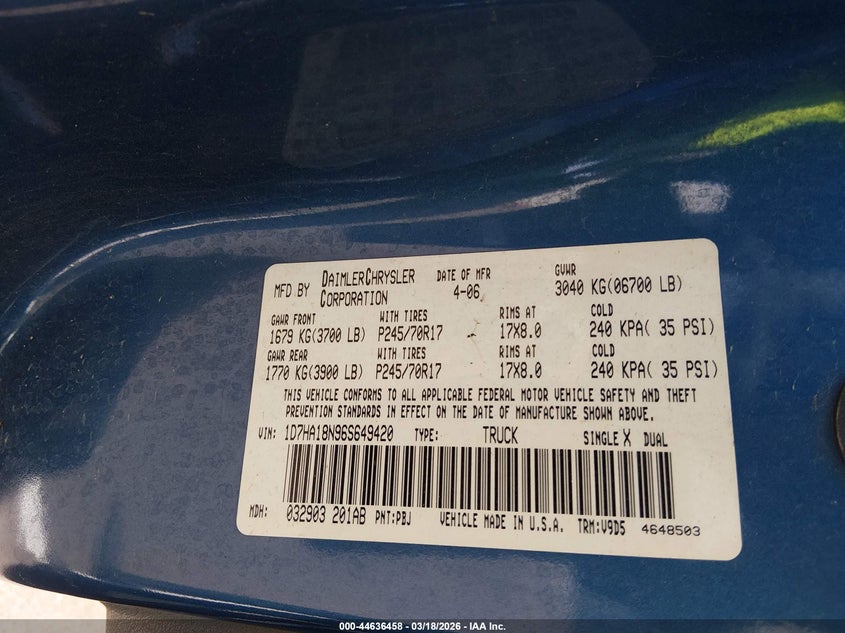 MFD BY DAIMLERCHRYSLER CORPORATION DATE OF MFR 4-06 GVWR 3040 KG(06700 LB)
GAWR FRONT WITH TIRES RIMS AT COLD
1679 KG(3700 LB) P245/70R17 17X8.0 240 KPA( 35 PSI)
GAWR REAR WITH TIRES RIMS AT COLD
1770 KG(3900 LB) P245/70R17 17X8.0 240 KPA( 35 PSI)
THIS VEHICLE CONFORMS TO ALL APPLICABLE FEDERAL MOTOR VEHICLE SAFETY AND THEFT
PREVENTION STANDARDS IN EFFECT ON THE DATE OF MANUFACTURE SHOWN ABOVE.
VIN: 1D7HA18N96S649420 TYPE: TRUCK SINGLE X DUAL
MDH: 032903 201AB PNT:PBJ VEHICLE MADE IN U.S.A. TRM:V9D5 4648503
000-44636458 - 03/18/2026 - IAA Inc.